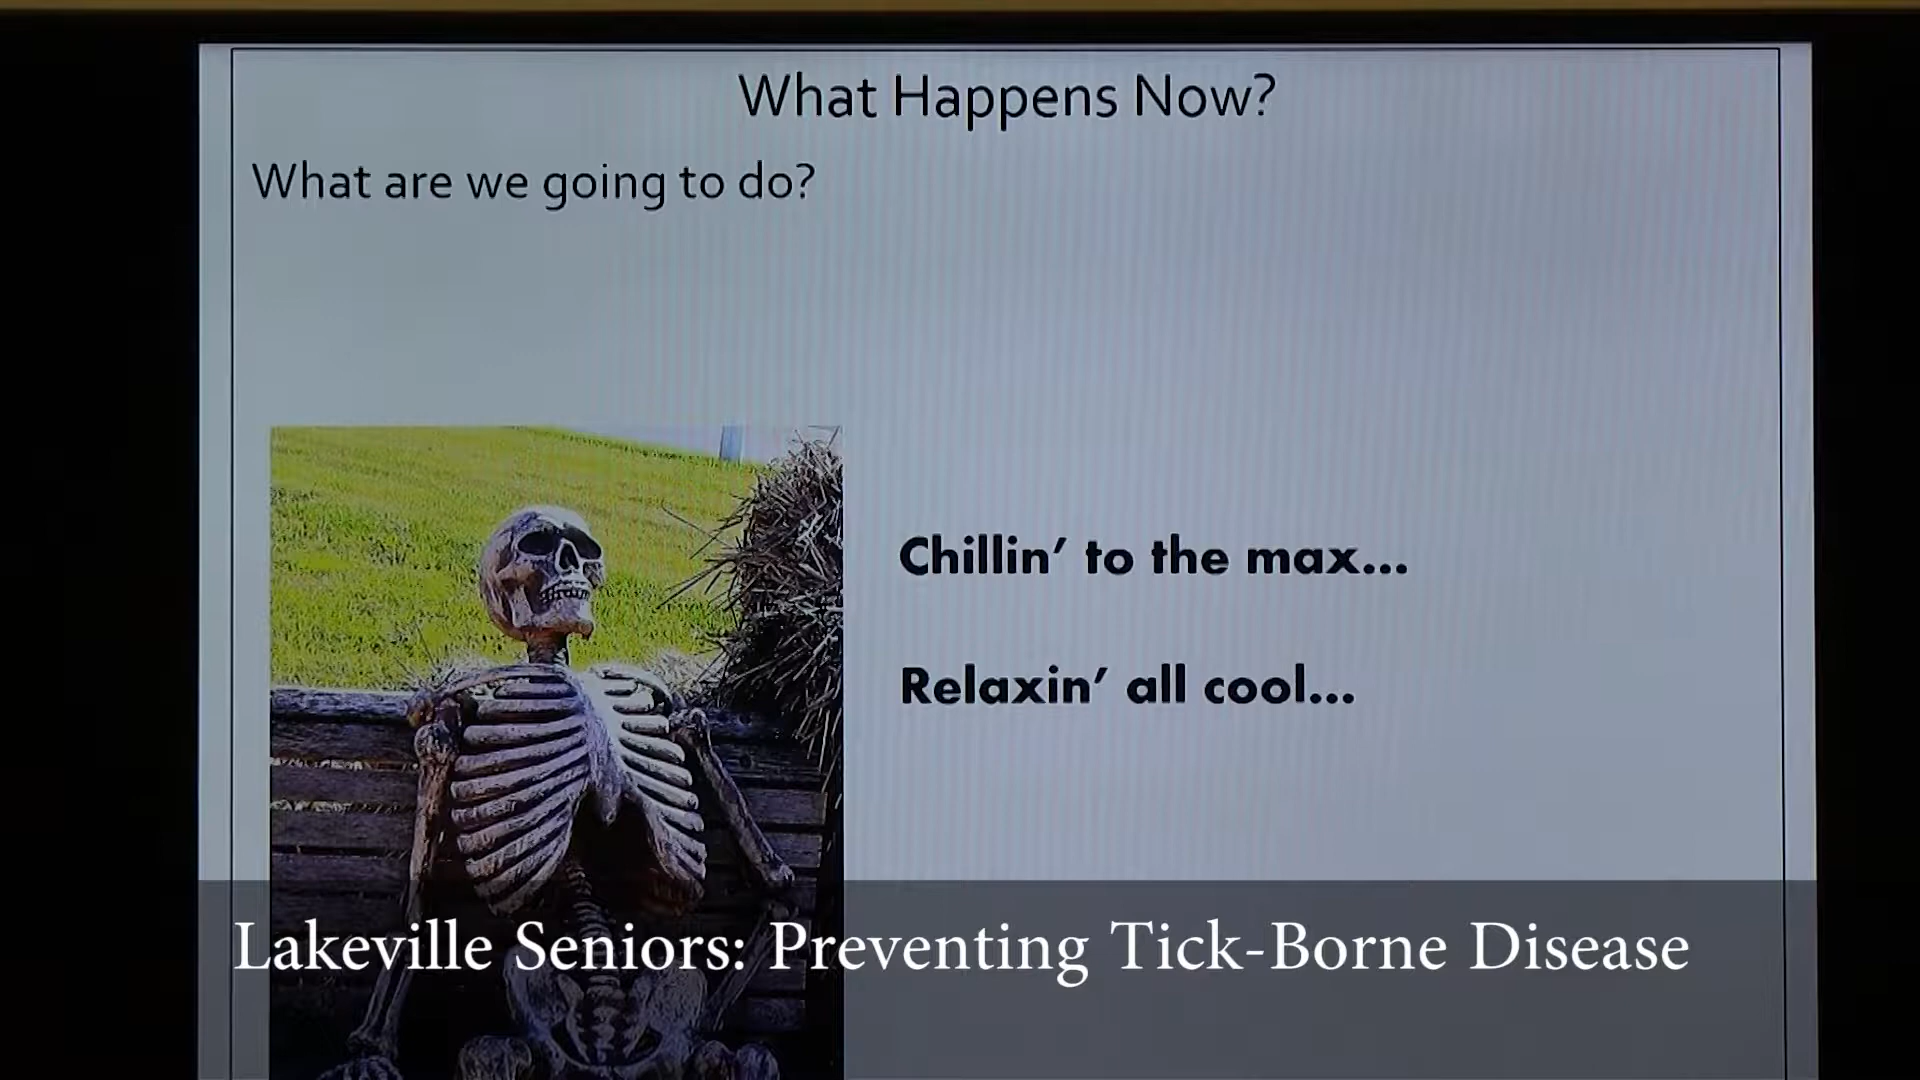 What Happens Now?
What are we going to do?
Chillin’ to the max...
Relaxin’ all cool...
Lakeville Seniors: Preventing Tick-Borne Disease